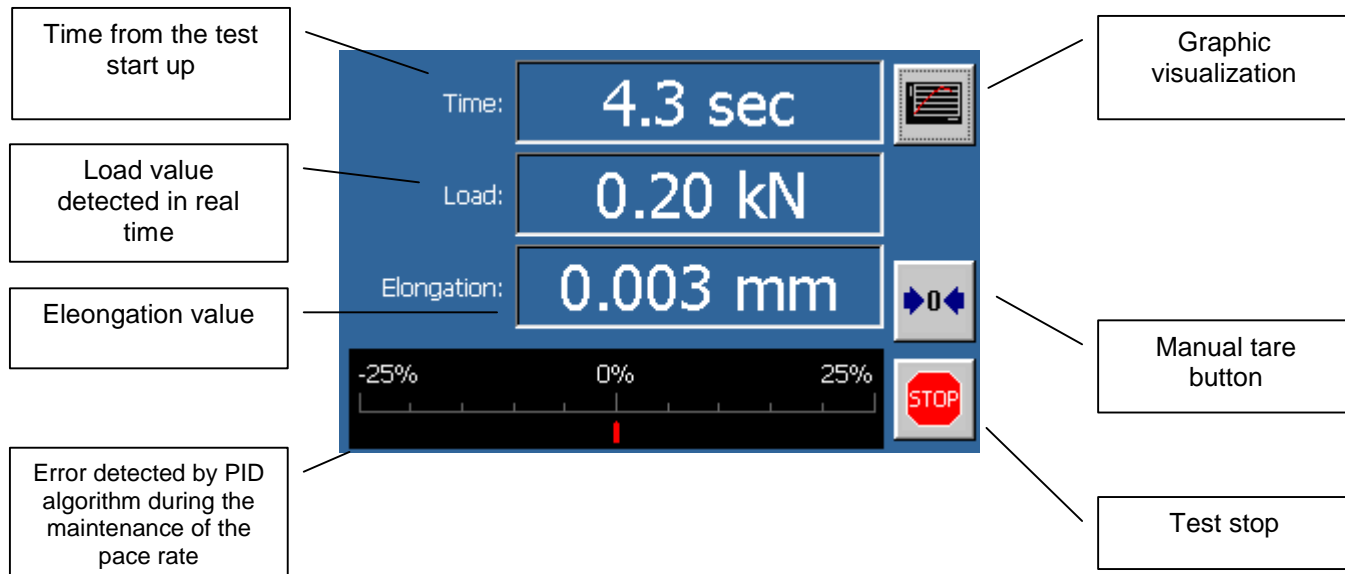 Time from the test
start up
Load value
detected in real
time
Eleongation value
Error detected by PID
algorithm during the
maintenance of the
pace rate
Time:
4.3 sec
Load:
0.20 kN
Elongation:
0.003 mm
-25%
0%
25%
0
STOP
Graphic
visualization
Manual tare
button
Test stop